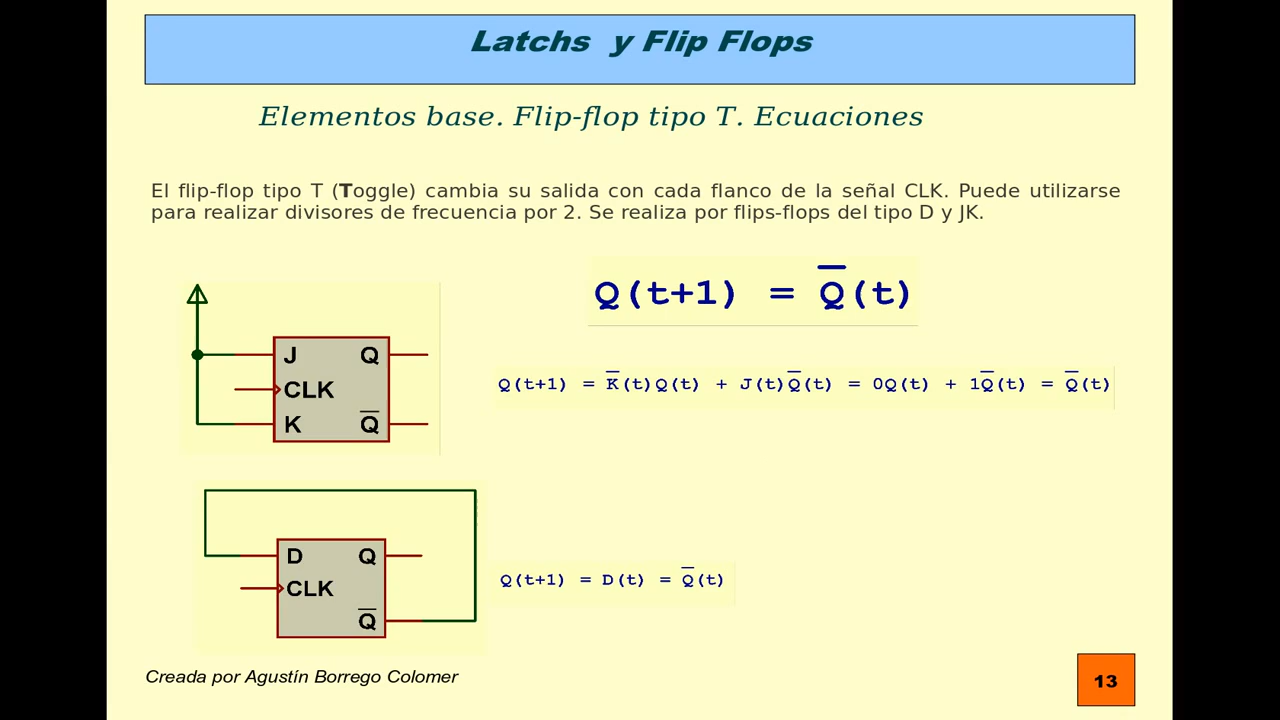 Latchs y Flip Flops
Elementos base. Flip-flop tipo T. Ecuaciones
El flip-flop tipo T (Toggle) cambia su salida con cada flanco de la señal CLK. Puede utilizarse
para realizar divisores de frecuencia por 2. Se realiza por flips-flops del tipo D y JK.
Q(t+1) = Q̅(t)
J Q
CLK
K Q̅
Q(t+1) = K̅(t)Q(t) + J(t)Q̅(t) = 0Q(t) + 1Q̅(t) = Q̅(t)
D Q
CLK
Q̅
Q(t+1) = D(t) = Q̅(t)
Creada por Agustín Borrego Colomer
13